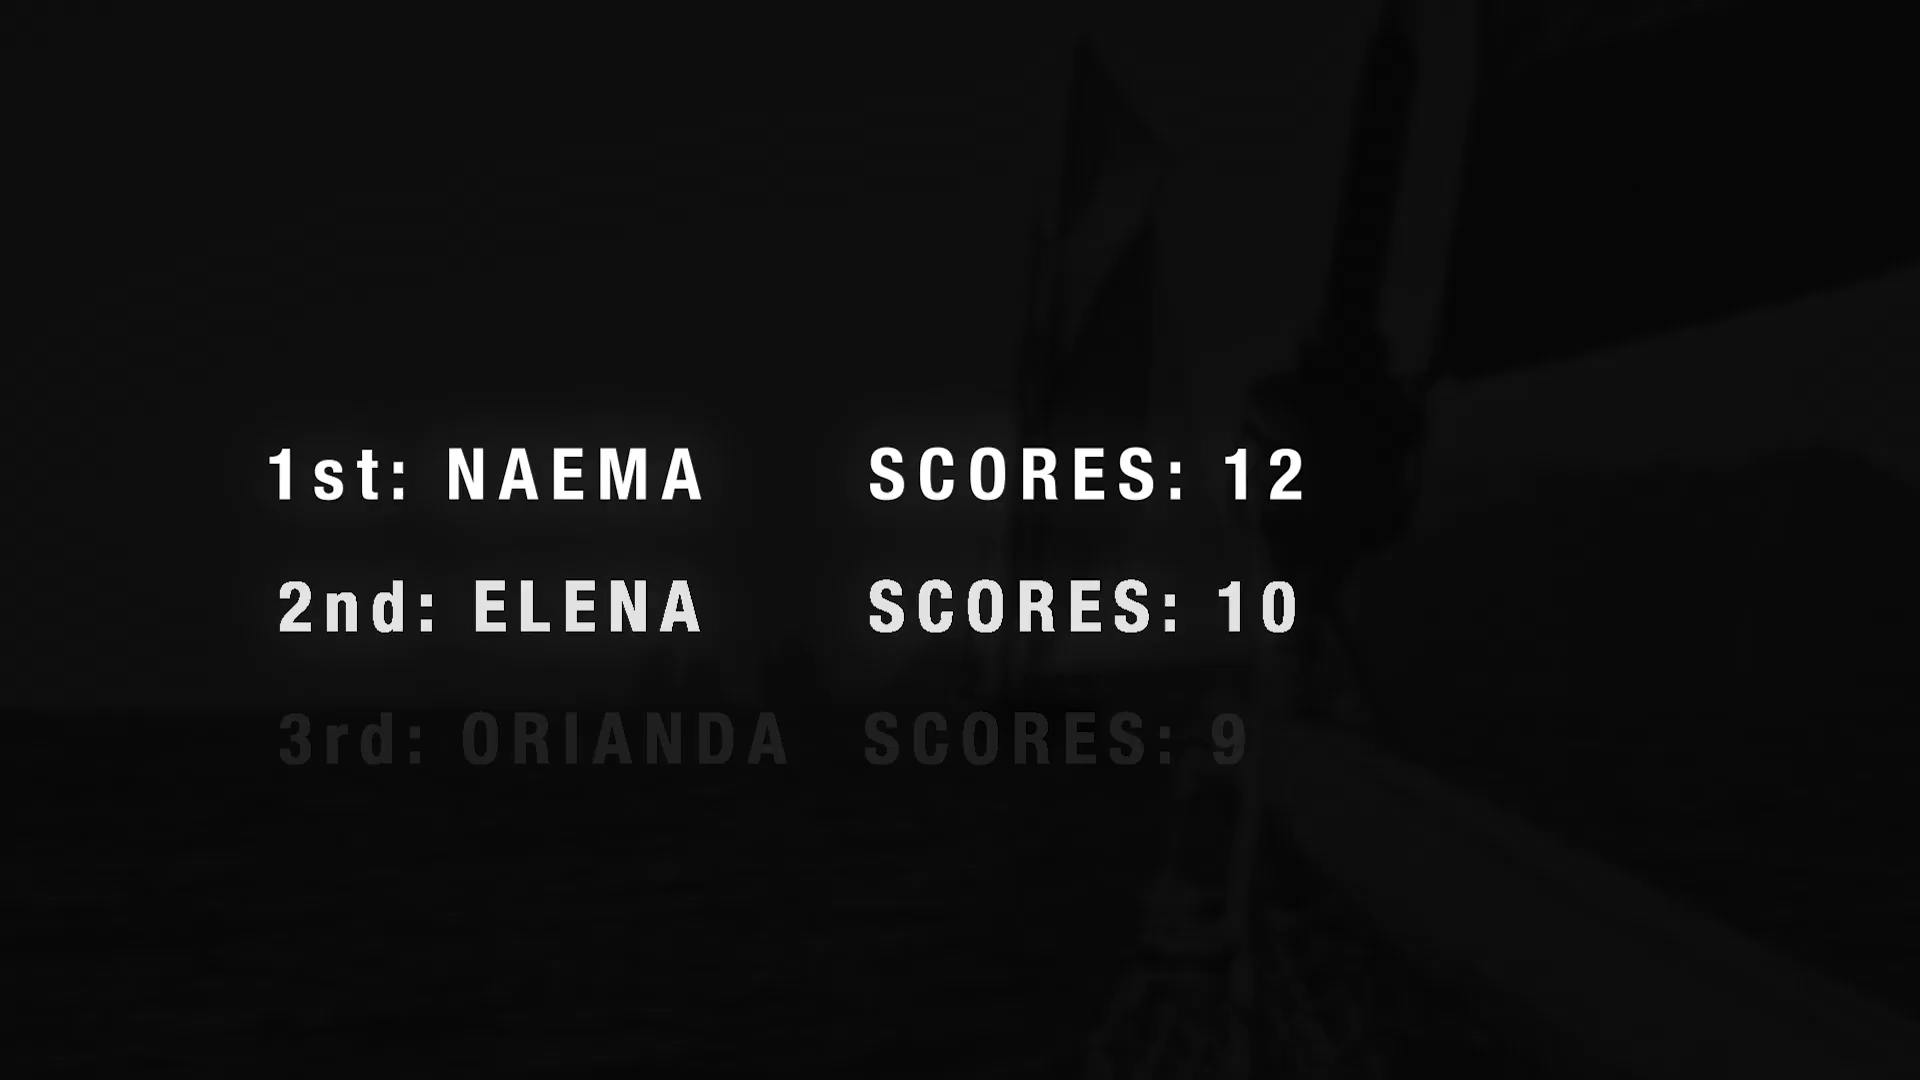 1st: NAEMA SCORES: 12
2nd: ELENA SCORES: 10
3rd: ORIANDA SCORES: 9